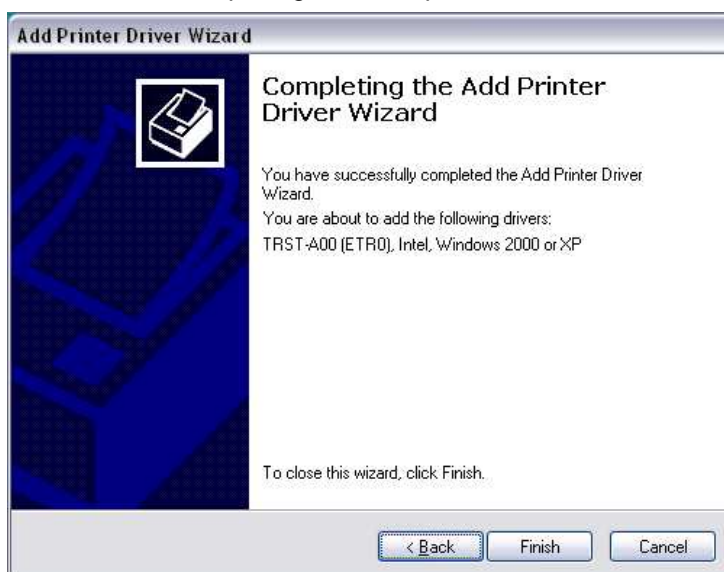 Add Printer Driver Wizard
Completing the Add Printer
Driver Wizard
You have successfully completed the Add Printer Driver
Wizard.
You are about to add the following drivers:
TRST-A00 (ETR0), Intel, Windows 2000 or XP
To close this wizard, click Finish.
< Back Finish Cancel